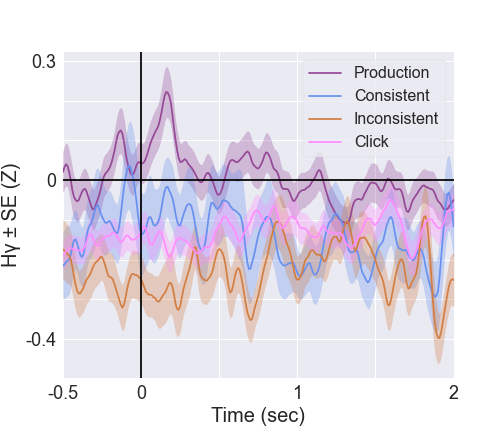 0.3
0
-0.4
Hγ ± SE (Z)
Production
Consistent
Inconsistent
Click
-0.5 0 1 2
Time (sec)